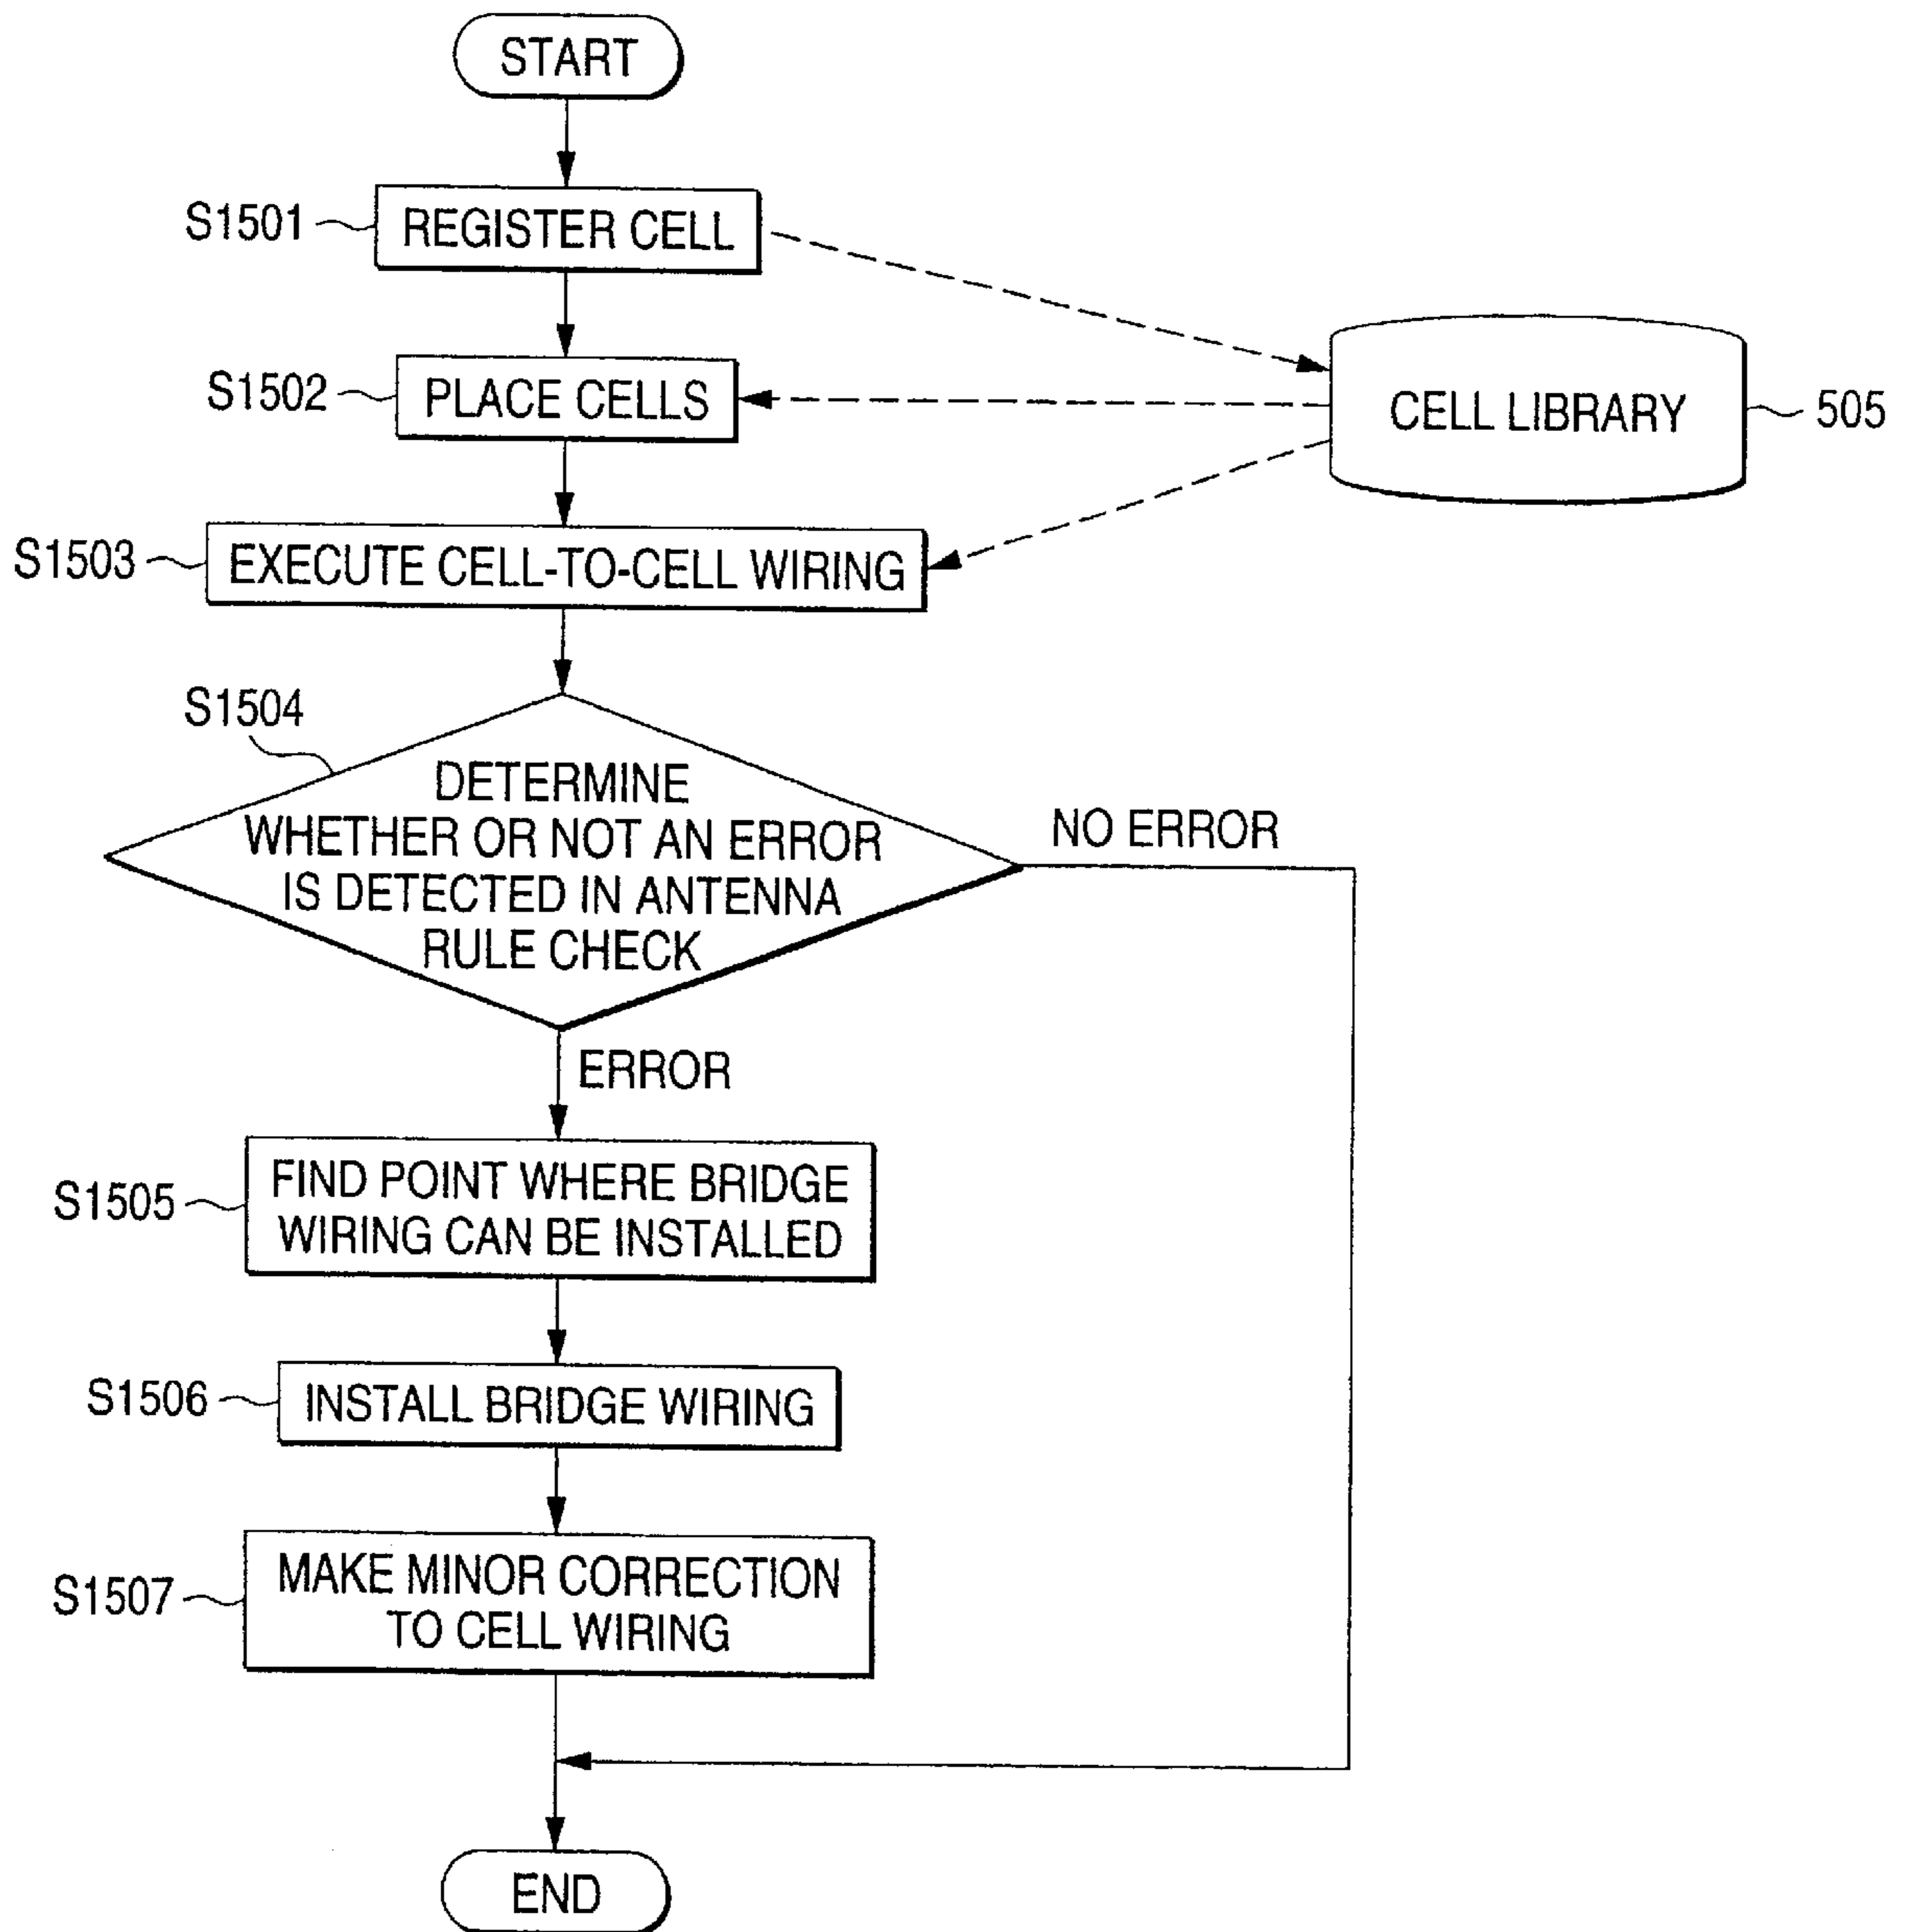 START
S1501
REGISTER CELL
S1502
PLACE CELLS
CELL LIBRARY
505
S1503
EXECUTE CELL-TO-CELL WIRING
S1504
DETERMINE
WHETHER OR NOT AN ERROR
IS DETECTED IN ANTENNA
RULE CHECK
NO ERROR
ERROR
S1505
FIND POINT WHERE BRIDGE
WIRING CAN BE INSTALLED
S1506
INSTALL BRIDGE WIRING
S1507
MAKE MINOR CORRECTION
TO CELL WIRING
END